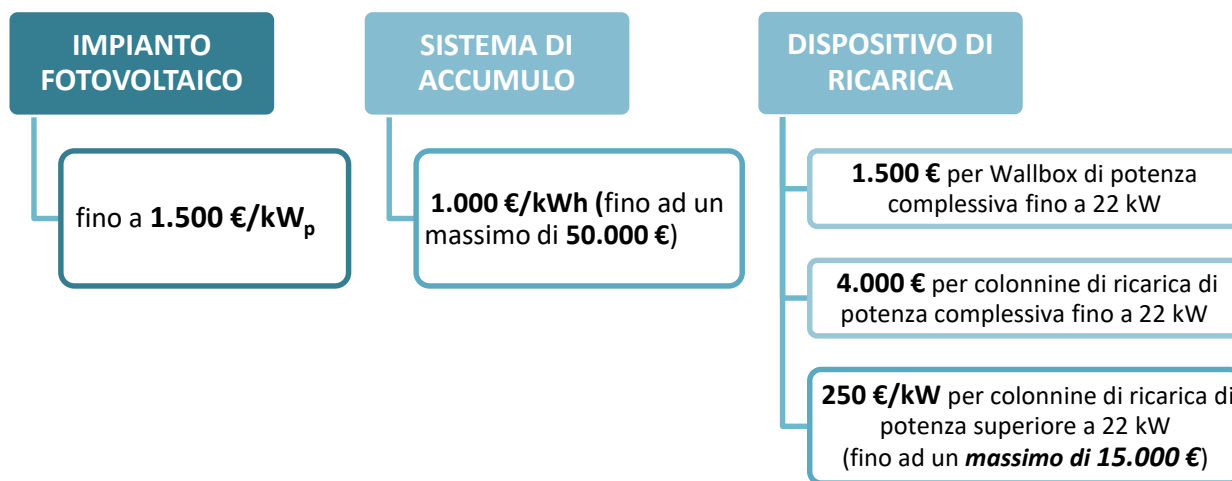 IMPIANTO
FOTOVOLTAICO
fino a 1.500 €/kWp
SISTEMA DI
ACCUMULO
1.000 €/kWh (fino ad un
massimo di 50.000 €)
DISPOSITIVO DI
RICARICA
1.500 € per Wallbox di potenza
complessiva fino a 22 kW
4.000 € per colonnine di ricarica di
potenza complessiva fino a 22 kW
250 €/kW per colonnine di ricarica di
potenza superiore a 22 kW
(fino ad un massimo di 15.000 €)